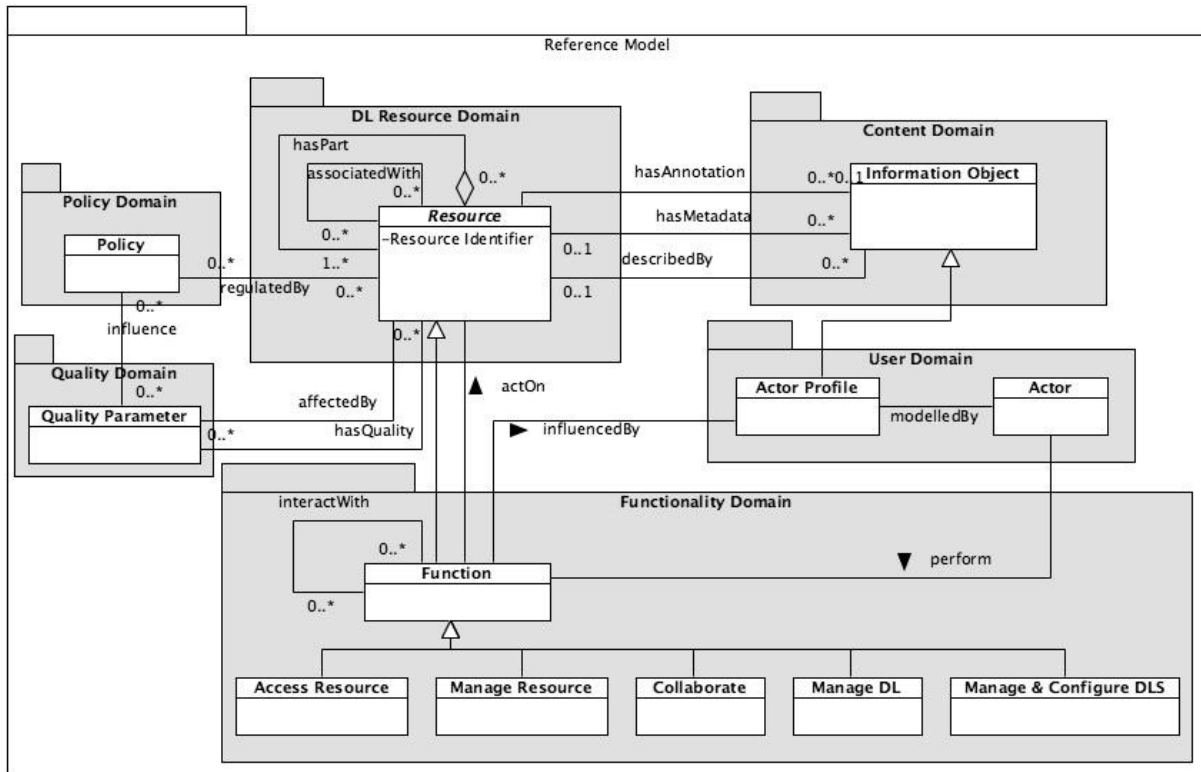 Reference Model
DL Resource Domain
hasPart
associatedWith
0..*
0..*
Resource
–Resource Identifier
0..*
1..*
0..*
0..*
0..1
0..1
Content Domain
Information Object
hasAnnotation
0..*0..1
hasMetadata
0..*
describedBy
0..*
Policy Domain
Policy
0..*
regulatedBy
0..*
influence
Quality Domain
0..*
Quality Parameter
0..*
affectedBy
hasQuality
actOn
influencedBy
User Domain
Actor Profile
Actor
modelledBy
Functionality Domain
interactWith
0..*
0..*
Function
perform
Access Resource
Manage Resource
Collaborate
Manage DL
Manage & Configure DLS